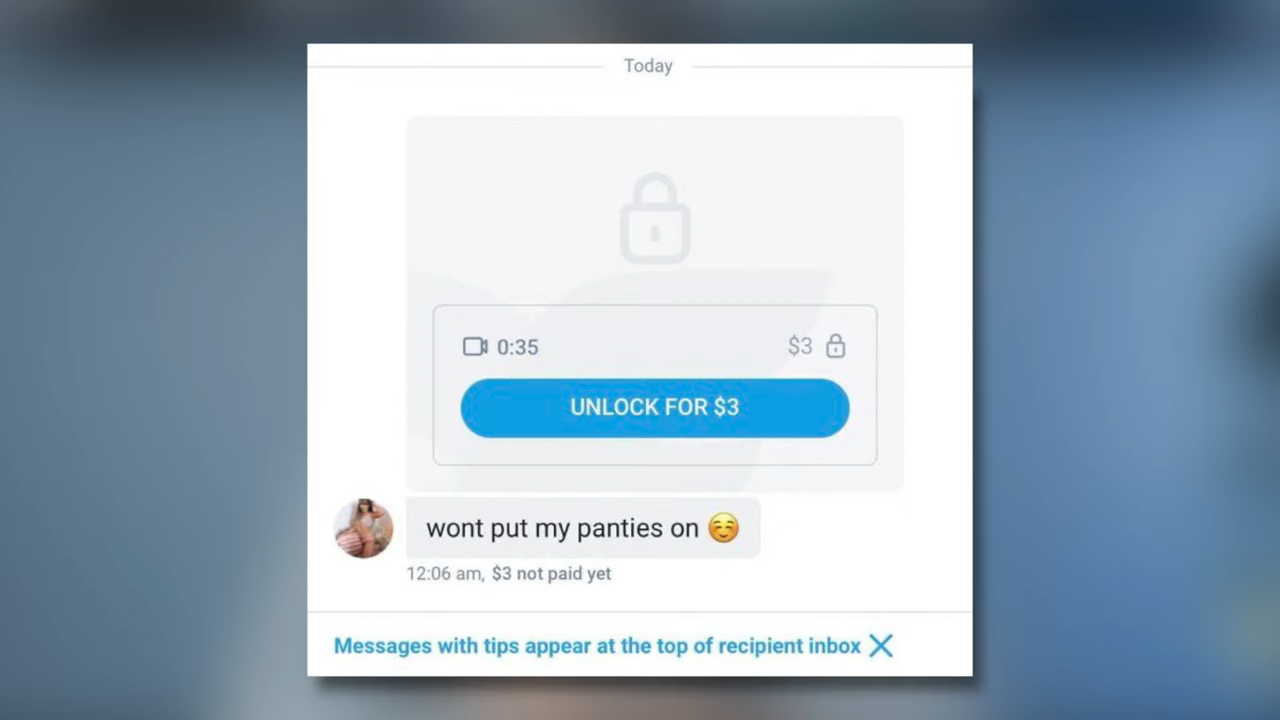 Today
0:35
$3
UNLOCK FOR $3
wont put my panties on ☺️
12:06 am, $3 not paid yet
Messages with tips appear at the top of recipient inbox